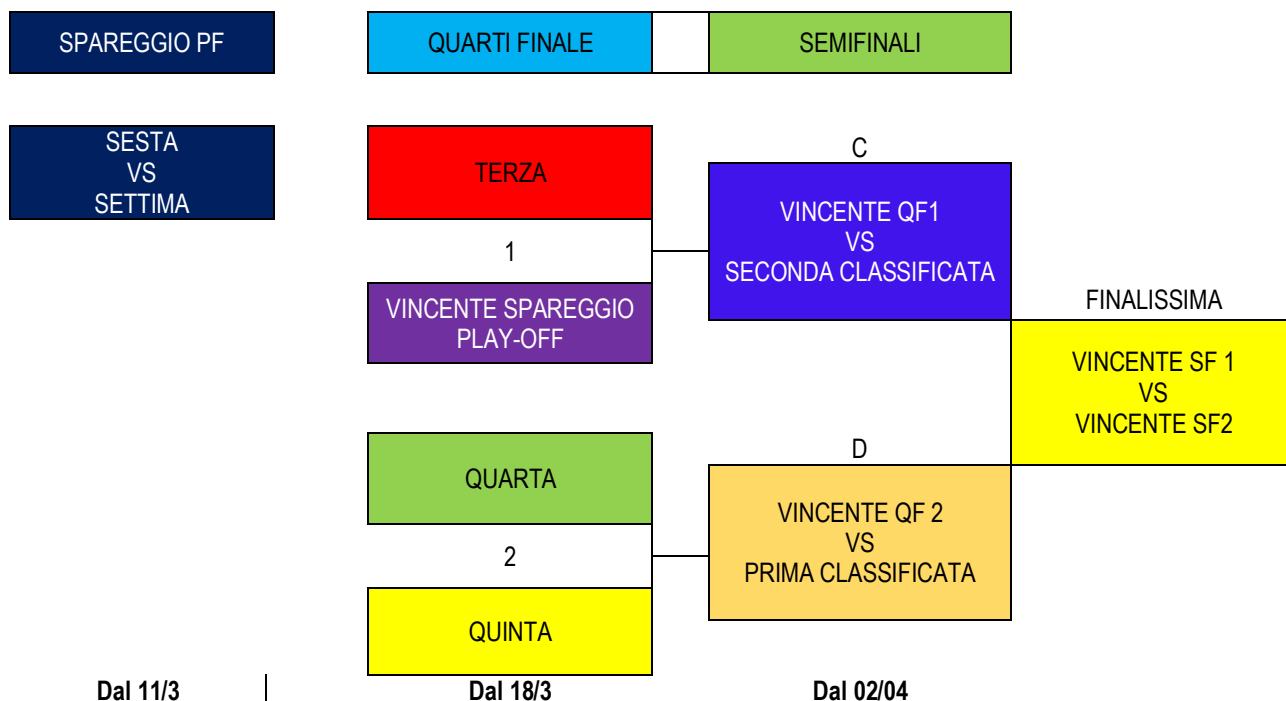 SPAREGGIO PF
QUARTI FINALE
SEMIFINALI
SESTA
VS
SETTIMA
TERZA
1
VINCENTE SPAREGGIO
PLAY-OFF
C
VINCENTE QF1
VS
SECONDA CLASSIFICATA
FINALISSIMA
VINCENTE SF 1
VS
VINCENTE SF2
QUARTA
2
QUINTA
D
VINCENTE QF 2
VS
PRIMA CLASSIFICATA
Dal 11/3
Dal 18/3
Dal 02/04